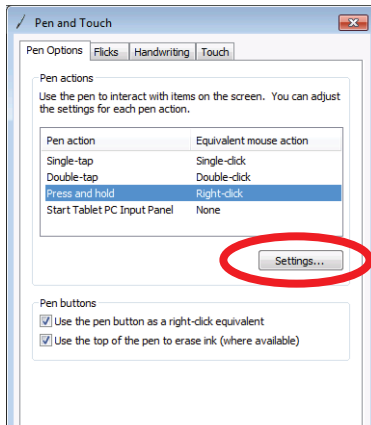 Pen and Touch
Pen Options Flicks Handwriting Touch
Pen actions
Use the pen to interact with items on the screen. You can adjust
the settings for each pen action.
Pen action Equivalent mouse action
Single-tap Single-click
Double-tap Double-click
Press and hold Right-click
Start Tablet PC Input Panel None
Settings...
Pen buttons
Use the pen button as a right-click equivalent
Use the top of the pen to erase ink (where available)